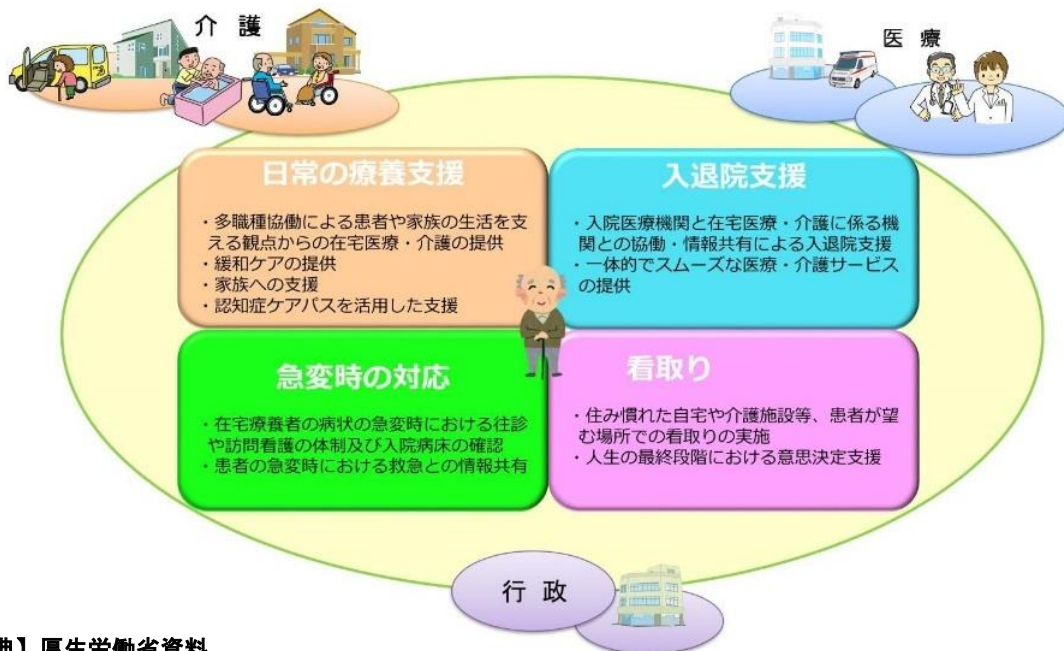 介 護
医 療
日常の療養支援
・多職種協働による患者や家族の生活を支
える観点からの在宅医療・介護の提供
・緩和ケアの提供
・家族への支援
・認知症ケアパスを活用した支援
入退院支援
・入院医療機関と在宅医療・介護に係る機
関との協働・情報共有による入退院支援
・一体的でスムーズな医療・介護サービス
の提供
急変時の対応
・在宅療養者の病状の急変時における往診
や訪問看護の体制及び入院病床の確認
・患者の急変時における救急との情報共有
看取り
・住み慣れた自宅や介護施設等、患者が望
む場所での看取りの実施
・人生の最終段階における意思決定支援
行 政
典】厚生労働省資料